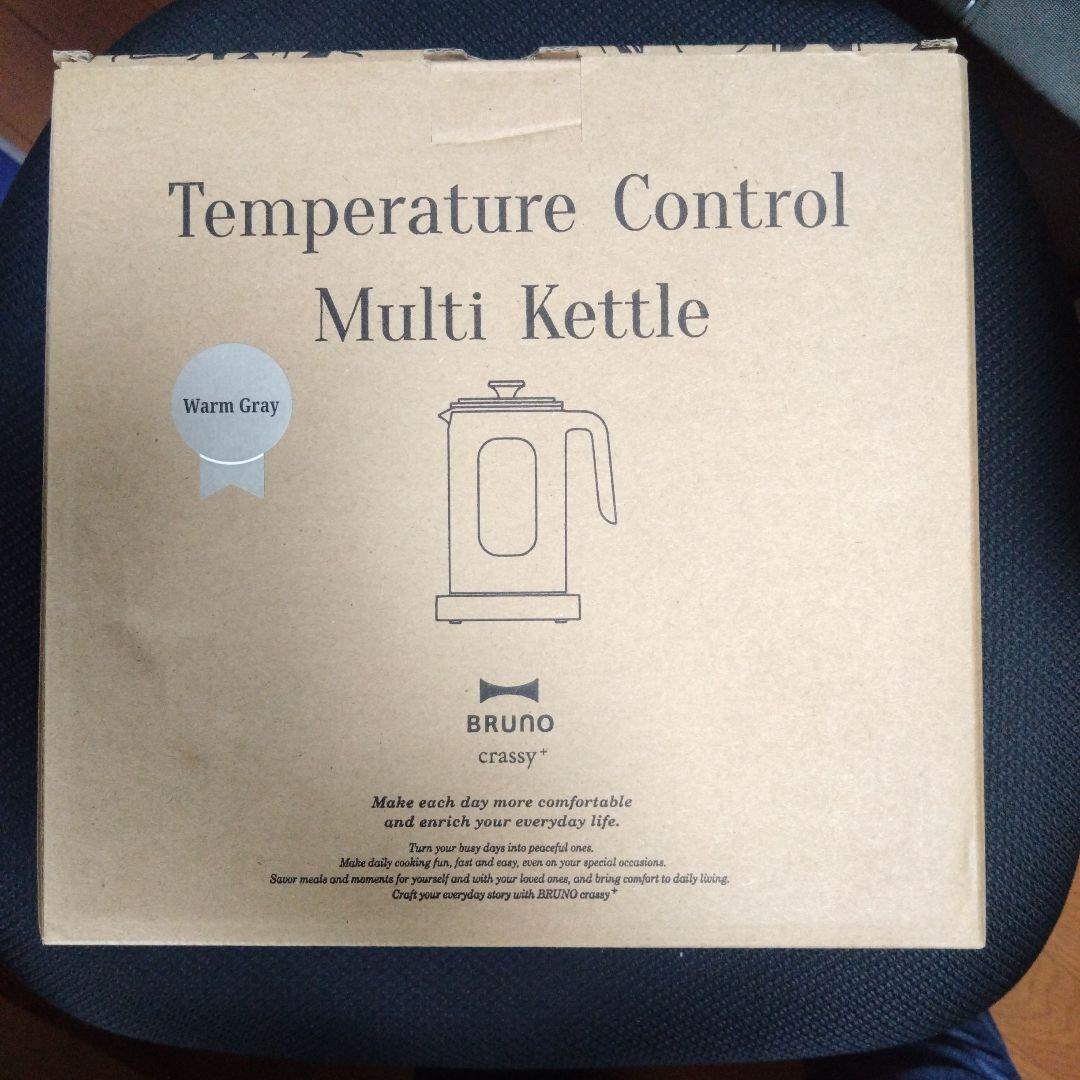 Temperature Control
Multi Kettle
Warm Gray
BRUNO
crassy+
Make each day more comfortable
and enrich your everyday life.
Turn your busy days into peaceful ones.
Make daily cooking fun, fast and easy, even on your special occasions.
Savor meals and moments for yourself and with your loved ones, and bring comfort to daily living.
Craft your everyday story with BRUNO crassy+